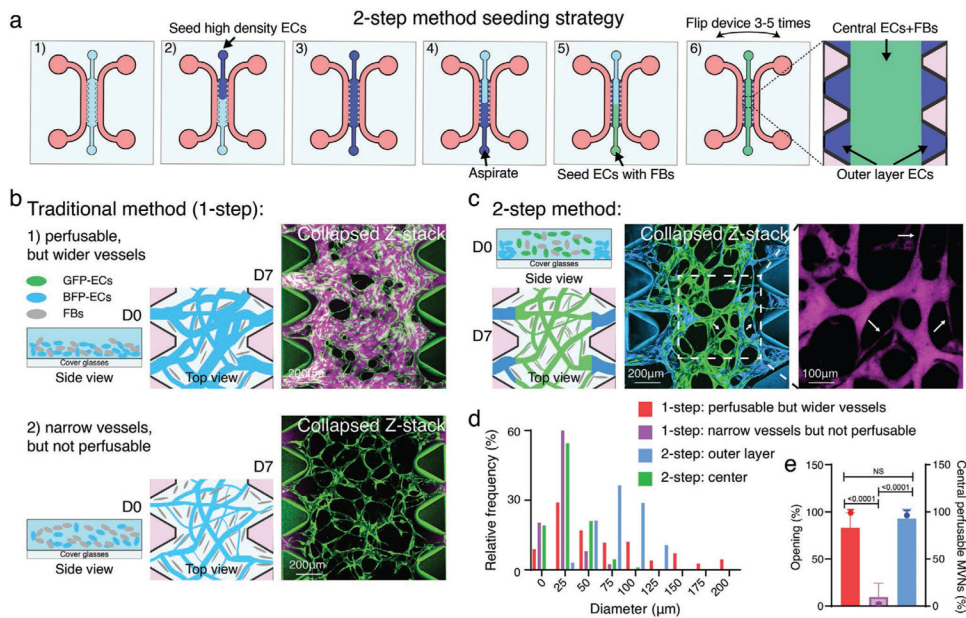 a
2-step method seeding strategy
Seed high density ECs
Flip device 3-5 times
Central ECs+FBs
1)
2)
3)
4)
5)
6)
Aspirate
Seed ECs with FBs
Outer layer ECs
b
Traditional method (1-step):
1) perfusable,
but wider vessels
GFP-ECs
BFP-ECs
FBs
D0
Cover glasses
Side view
D7
Top view
Collapsed Z-stack
200μm
2) narrow vessels,
but not perfusable
D0
Cover glasses
Side view
D7
Top view
Collapsed Z-stack
200μm
c
2-step method:
D0
Cover glasses
Side view
D7
Top view
Collapsed Z-stack
200μm
100μm
d
1-step: perfusable but wider vessels
1-step: narrow vessels but not perfusable
2-step: outer layer
2-step: center
Relative frequency (%)
60
30
0
0
25
50
75
100
125
150
175
200
Diameter (μm)
e
Opening (%)
150
100
50
0
NS
<0.0001
<0.0001
150
100
50
0
Central perfusable MVNs (%)